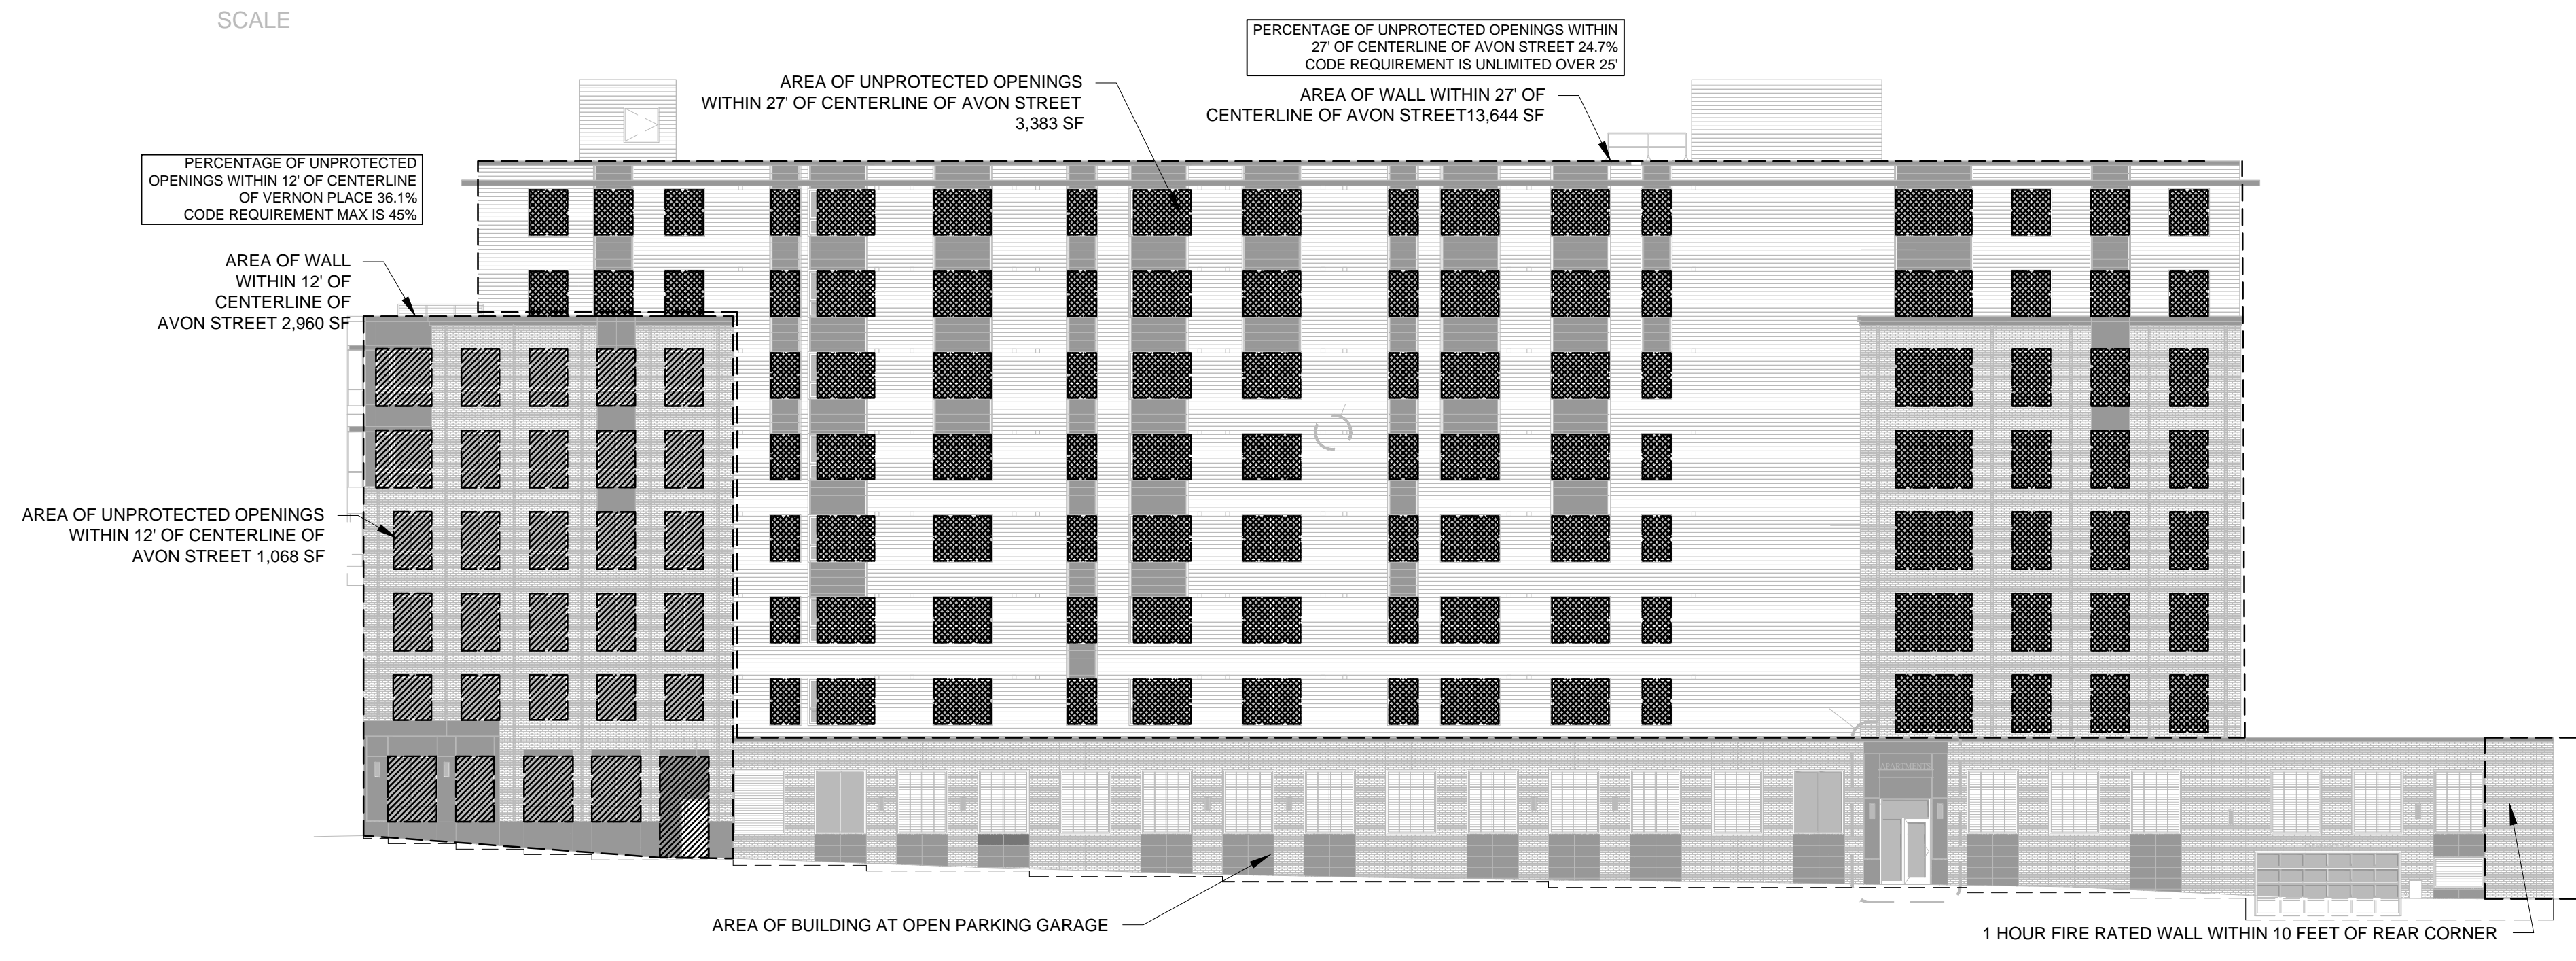 SCALE
PERCENTAGE OF UNPROTECTED OPENINGS WITHIN
27' OF CENTERLINE OF AVON STREET 24.7%
CODE REQUIREMENT IS UNLIMITED OVER 25'
AREA OF UNPROTECTED OPENINGS
WITHIN 27' OF CENTERLINE OF AVON STREET
3,383 SF
AREA OF WALL WITHIN 27' OF
CENTERLINE OF AVON STREET13,644 SF
PERCENTAGE OF UNPROTECTED
OPENINGS WITHIN 12' OF CENTERLINE
OF VERNON PLACE 36.1%
CODE REQUIREMENT MAX IS 45%
AREA OF WALL
WITHIN 12' OF
CENTERLINE OF
AVON STREET 2,960 SF
AREA OF UNPROTECTED OPENINGS
WITHIN 12' OF CENTERLINE OF
AVON STREET 1,068 SF
APARTMENTS
AREA OF BUILDING AT OPEN PARKING GARAGE
1 HOUR FIRE RATED WALL WITHIN 10 FEET OF REAR CORNER